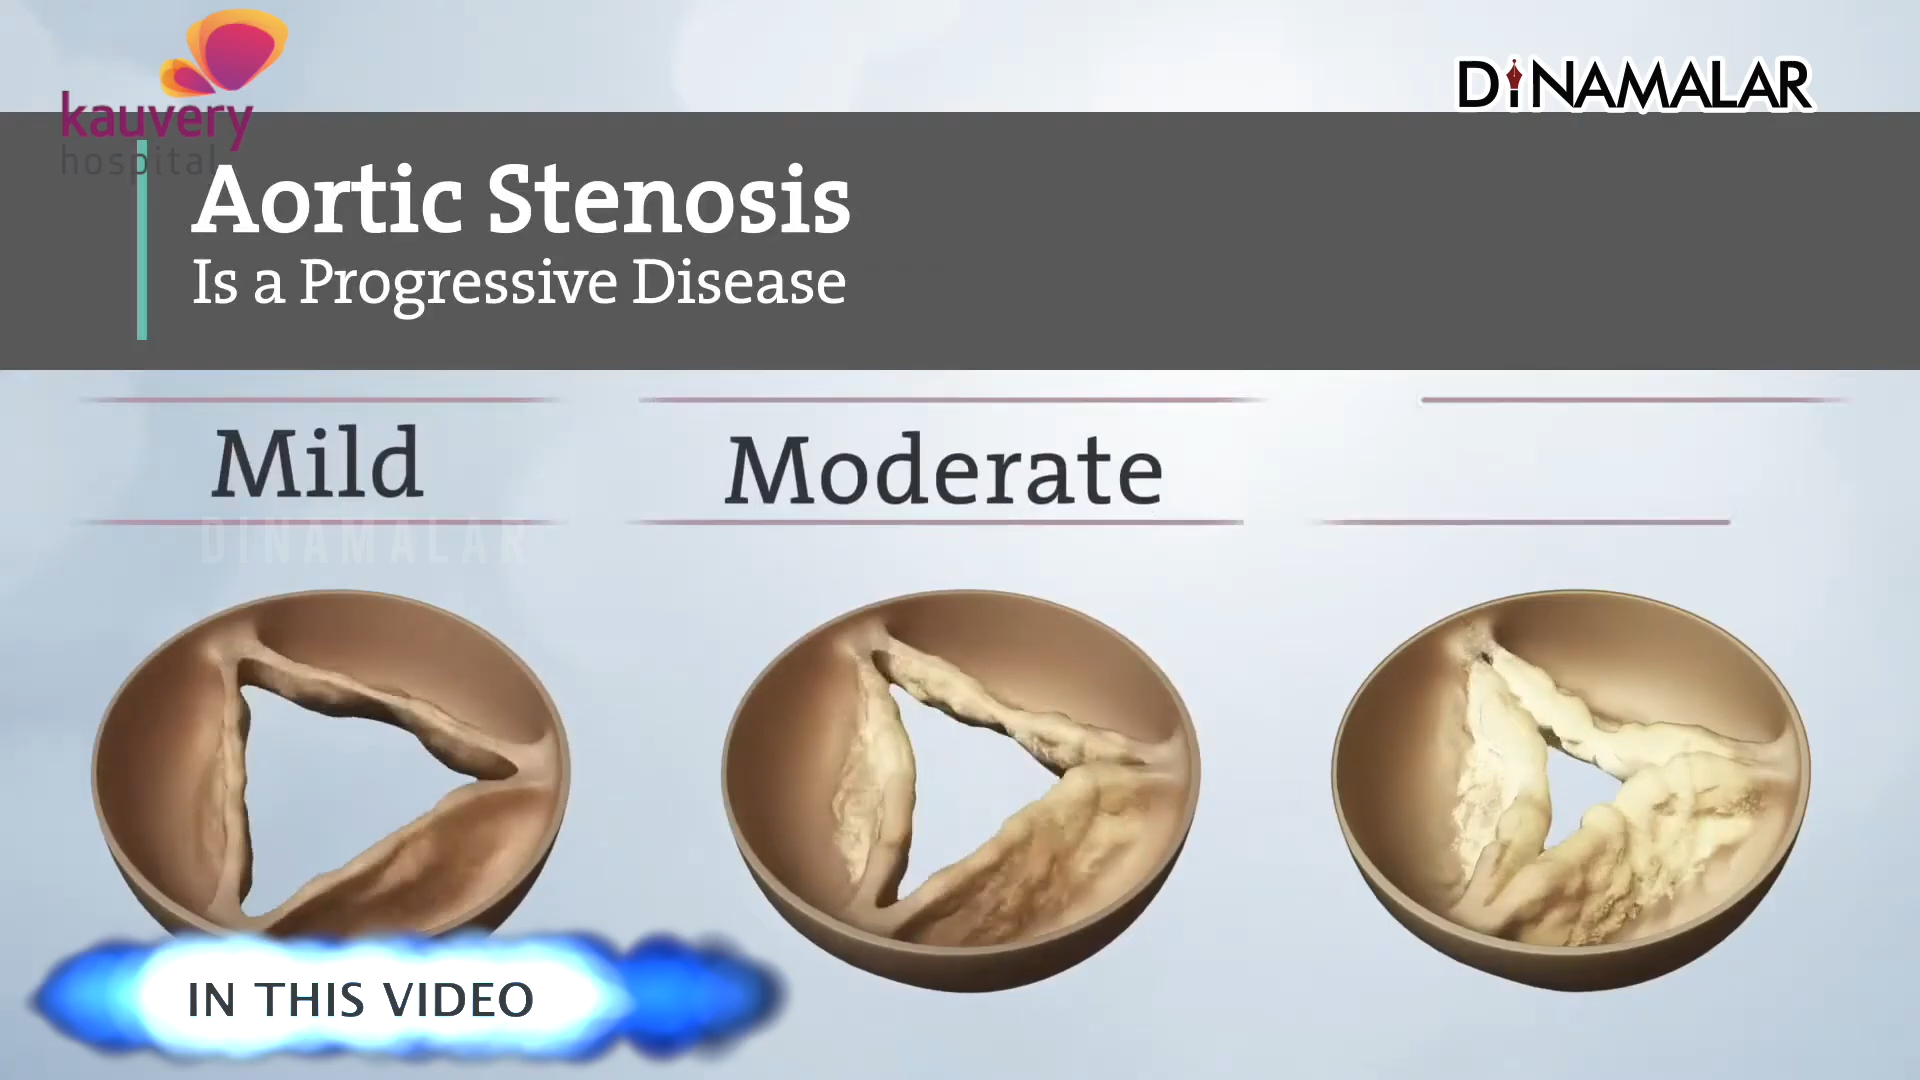 kauvery
hospital
DINAMALAR
Aortic Stenosis
Is a Progressive Disease
Mild
Moderate
DINAMALAR
IN THIS VIDEO